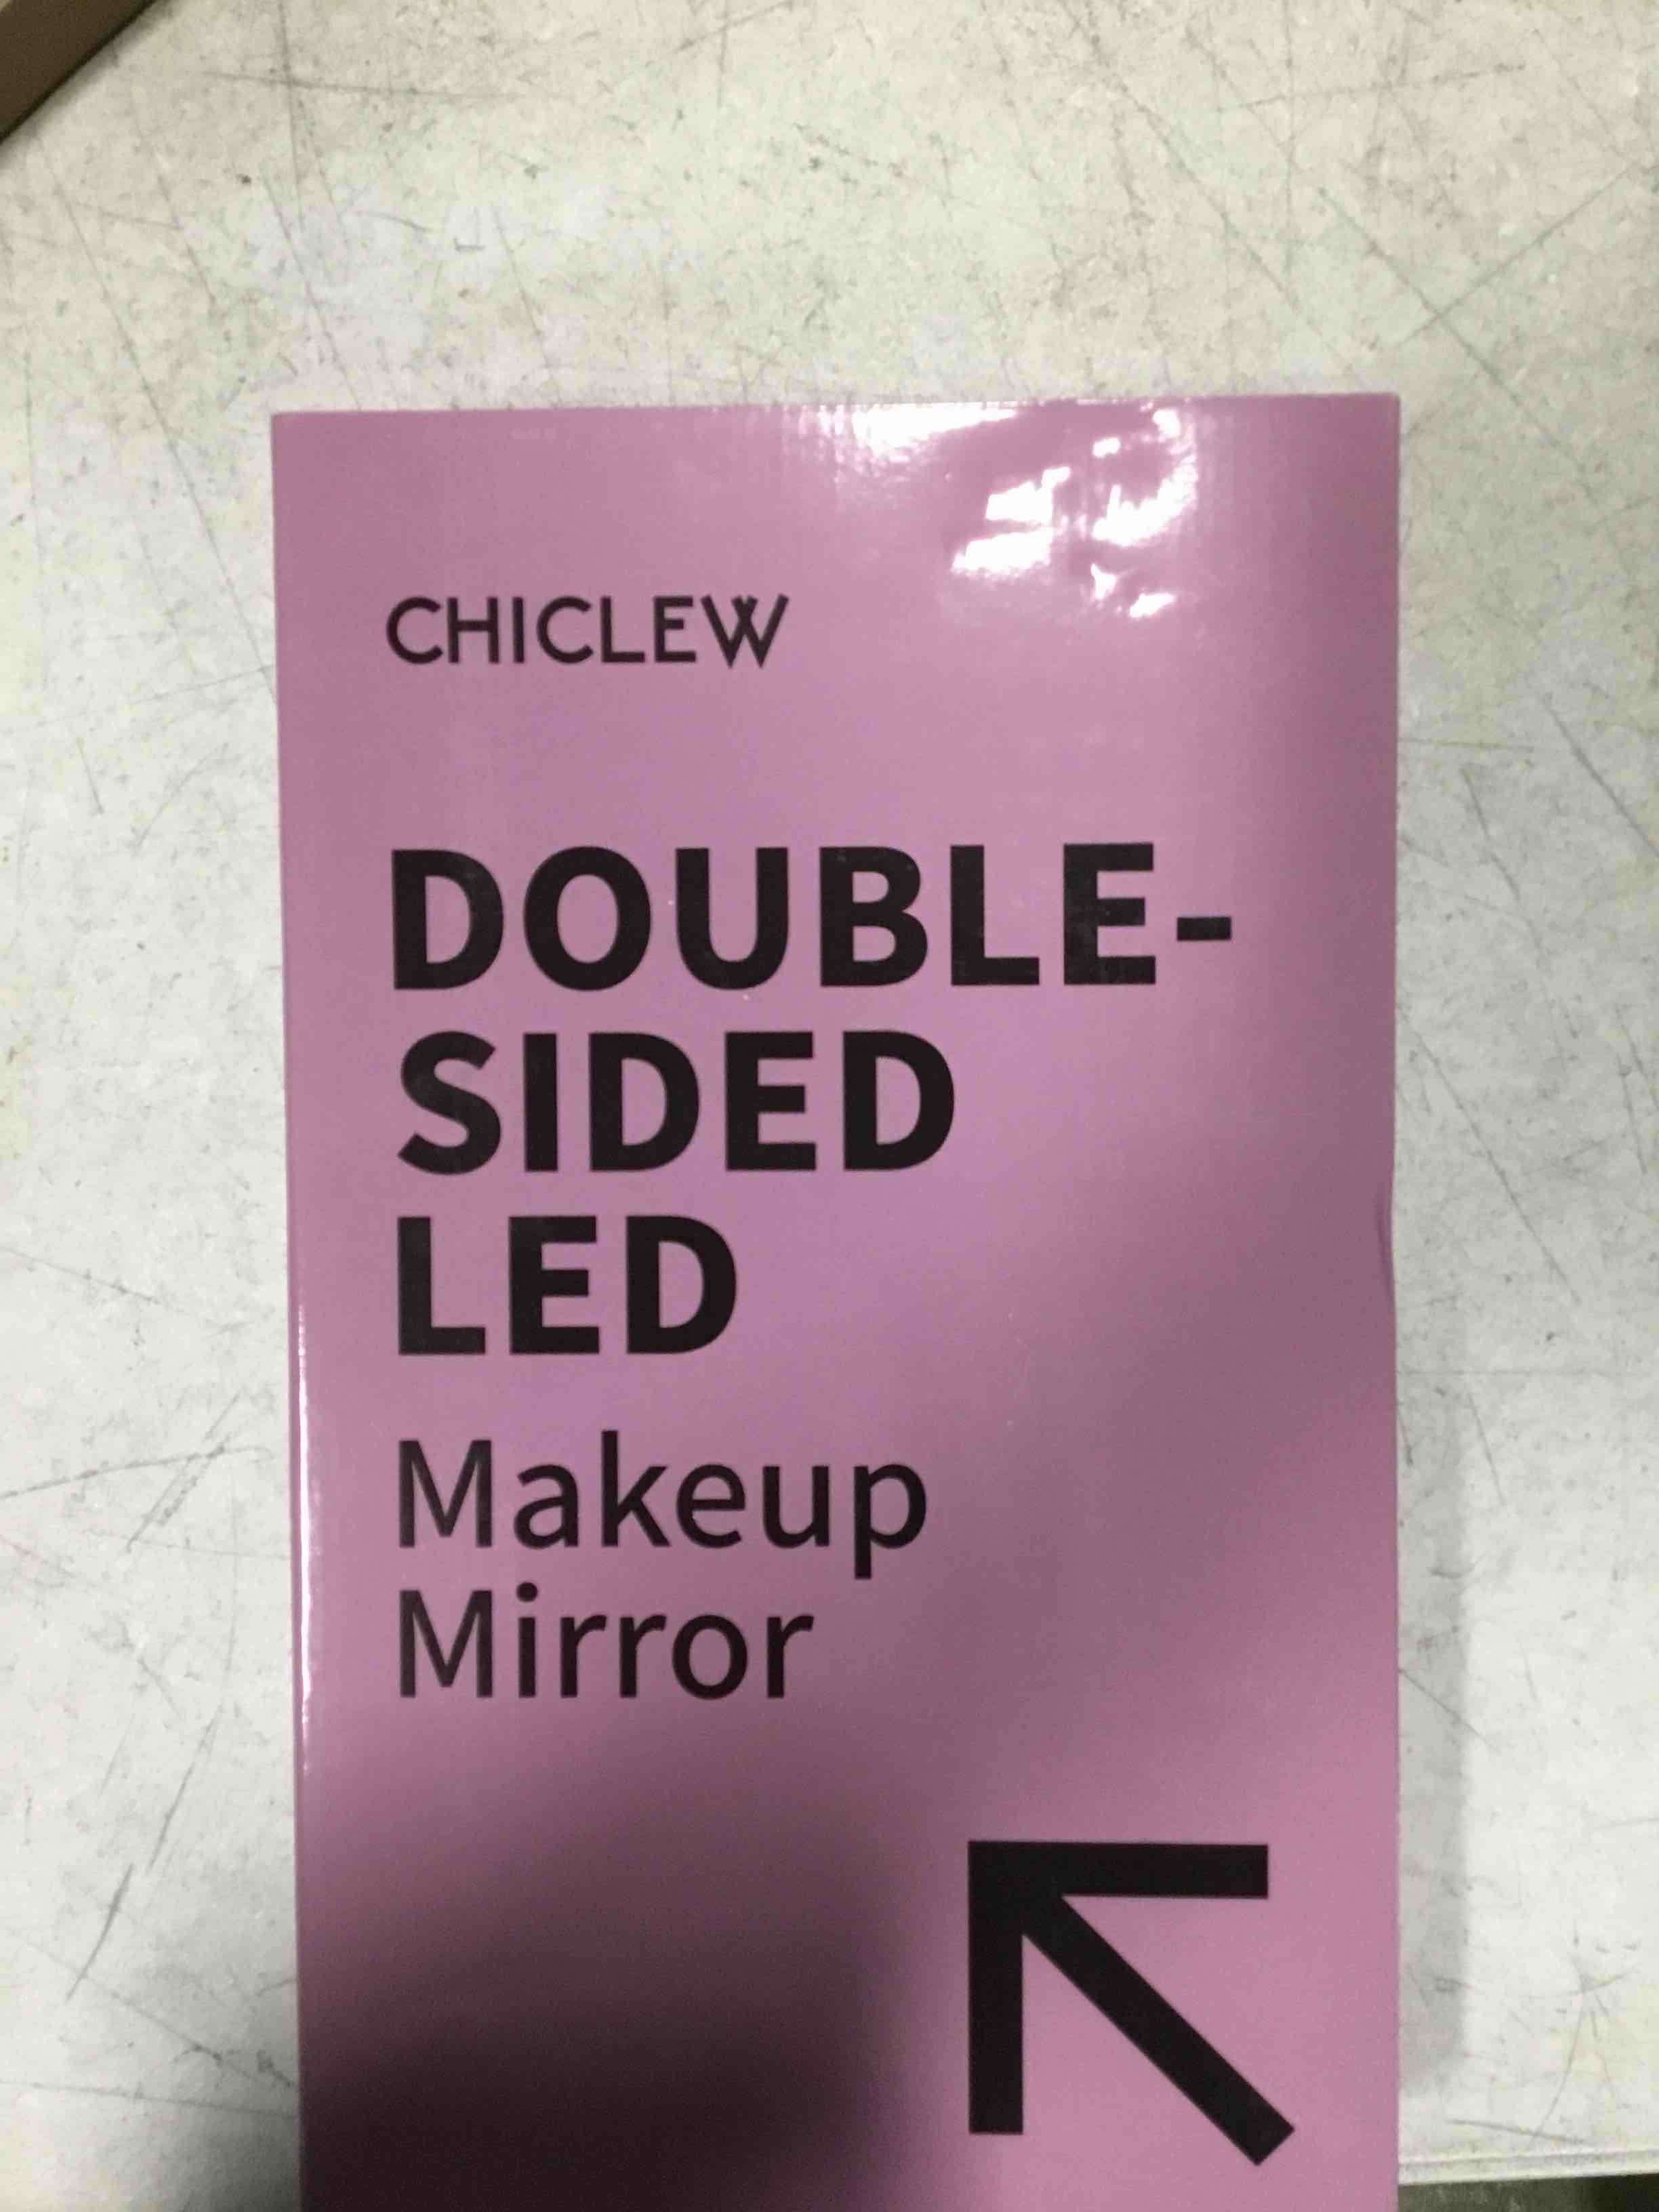 CHICLEW
DOUBLE-
SIDED
LED
Makeup
Mirror